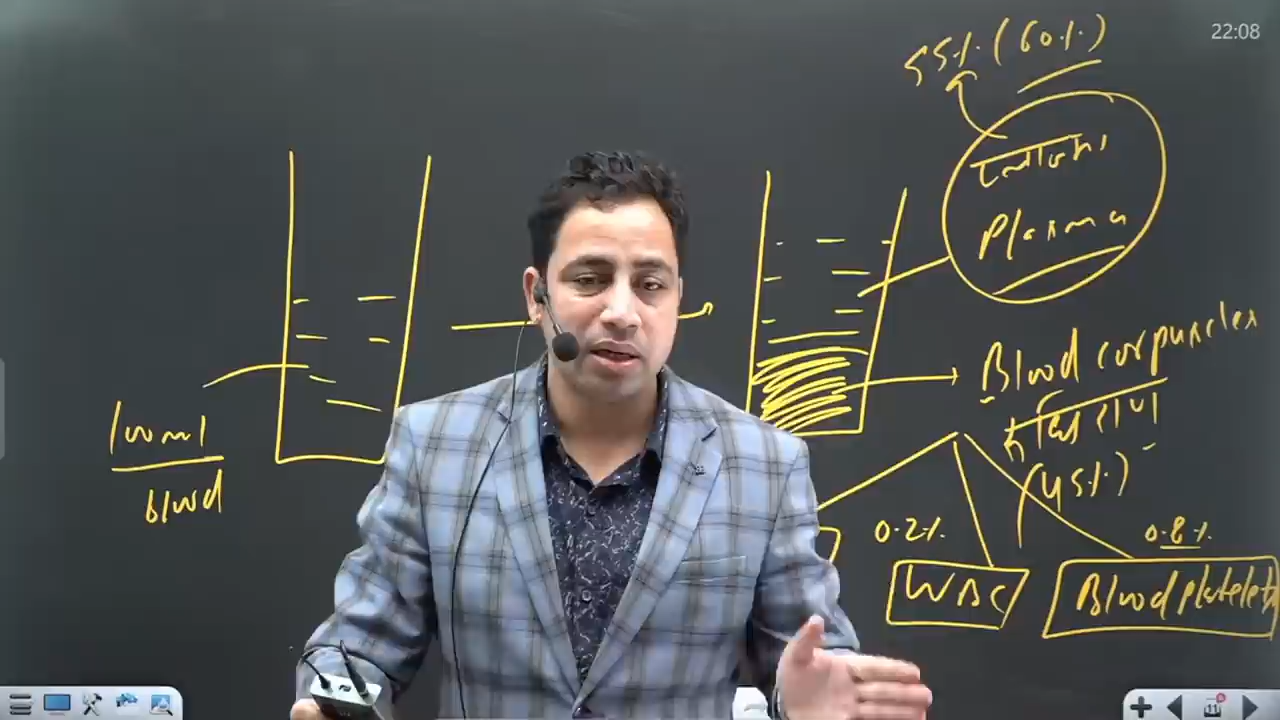 22:08
55%. (60%.)
प्लाज्मा
Plasma
Blood corpuscles
रुधिराणु
(45%.)
100ml
blood
0.2%.
0.8%.
WBC
Blood platelets